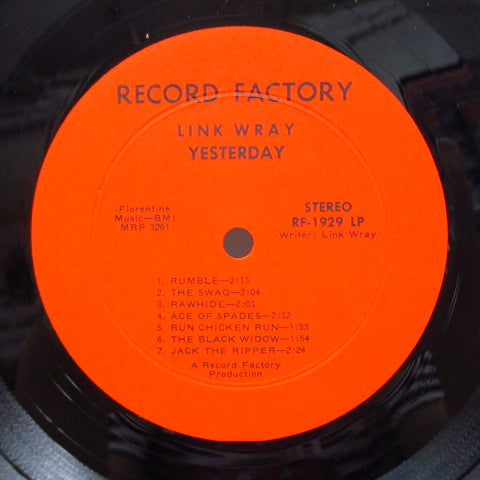 RECORD FACTORY
LINK WRAY
YESTERDAY
Florentine
Music—BMI
MRP 3261
STEREO
RF-1929 LP
Writer: Link Wray
1. RUMBLE—2:13
2. THE SWAG—2:04
3. RAWHIDE—2:03
4. ACE OF SPADES—2:32
5. RUN CHICKEN RUN—1:53
6. THE BLACK WIDOW—1:54
7. JACK THE RIPPER—2:24
A Record Factory
Production